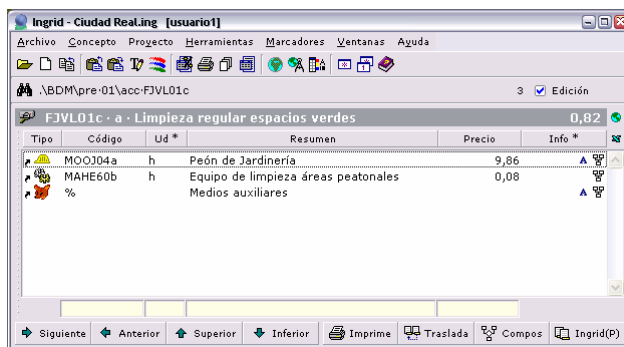 Ingrid - Ciudad Real.ing [usuario1]
Archivo Concepto Proyecto Herramientas Marcadores Ventanas Ayuda
.\BDM\pre·01\acc·FJVL01c 3 Edición
FJVL01c · a · Limpieza regular espacios verdes 0,82
Tipo Código Ud * Resumen Precio Info *
MOOJ04a h Peón de Jardinería 9,86 A
MAHE60b h Equipo de limpieza áreas peatonales 0,08
% Medios auxiliares A
Siguiente Anterior Superior Inferior Imprime Traslada Compos Ingrid(P)